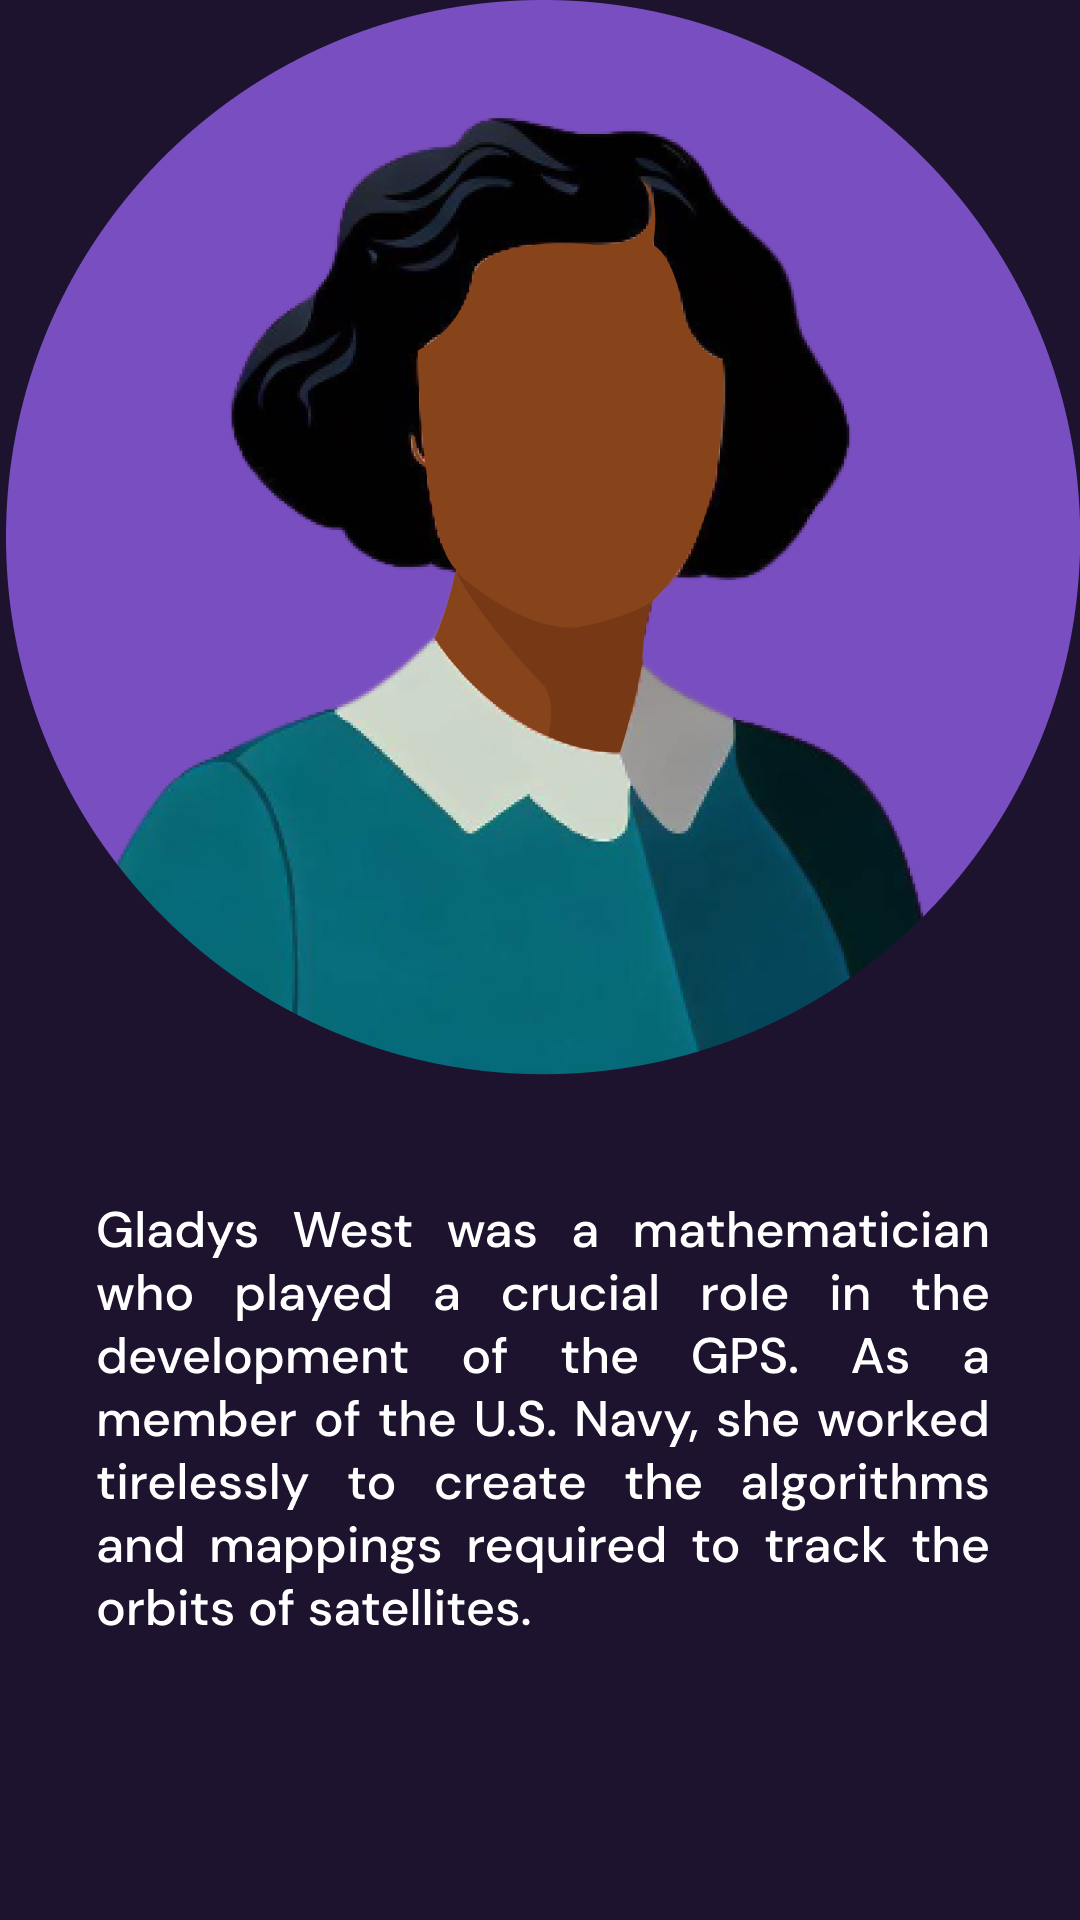 Gladys West was a mathematician
who played a crucial role in the
development of the GPS. As a
member of the U.S. Navy, she worked
tirelessly to create the algorithms
and mappings required to track the
orbits of satellites.